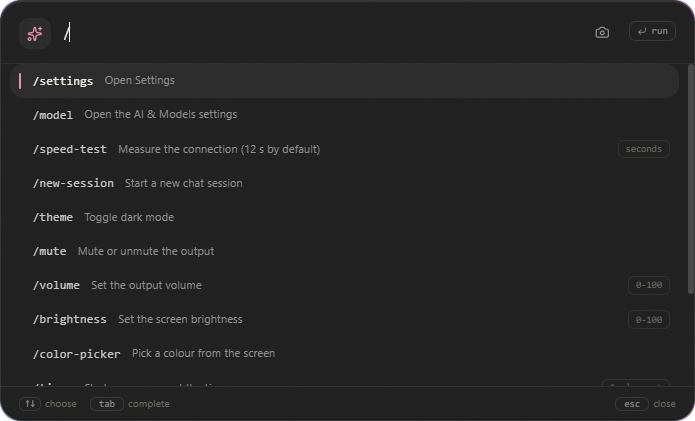 /
run
/settings Open Settings
/model Open the AI & Models settings
/speed-test Measure the connection (12 s by default) seconds
/new-session Start a new chat session
/theme Toggle dark mode
/mute Mute or unmute the output
/volume Set the output volume 0-100
/brightness Set the screen brightness 0-100
/color-picker Pick a colour from the screen
↑↓ choose tab complete esc close